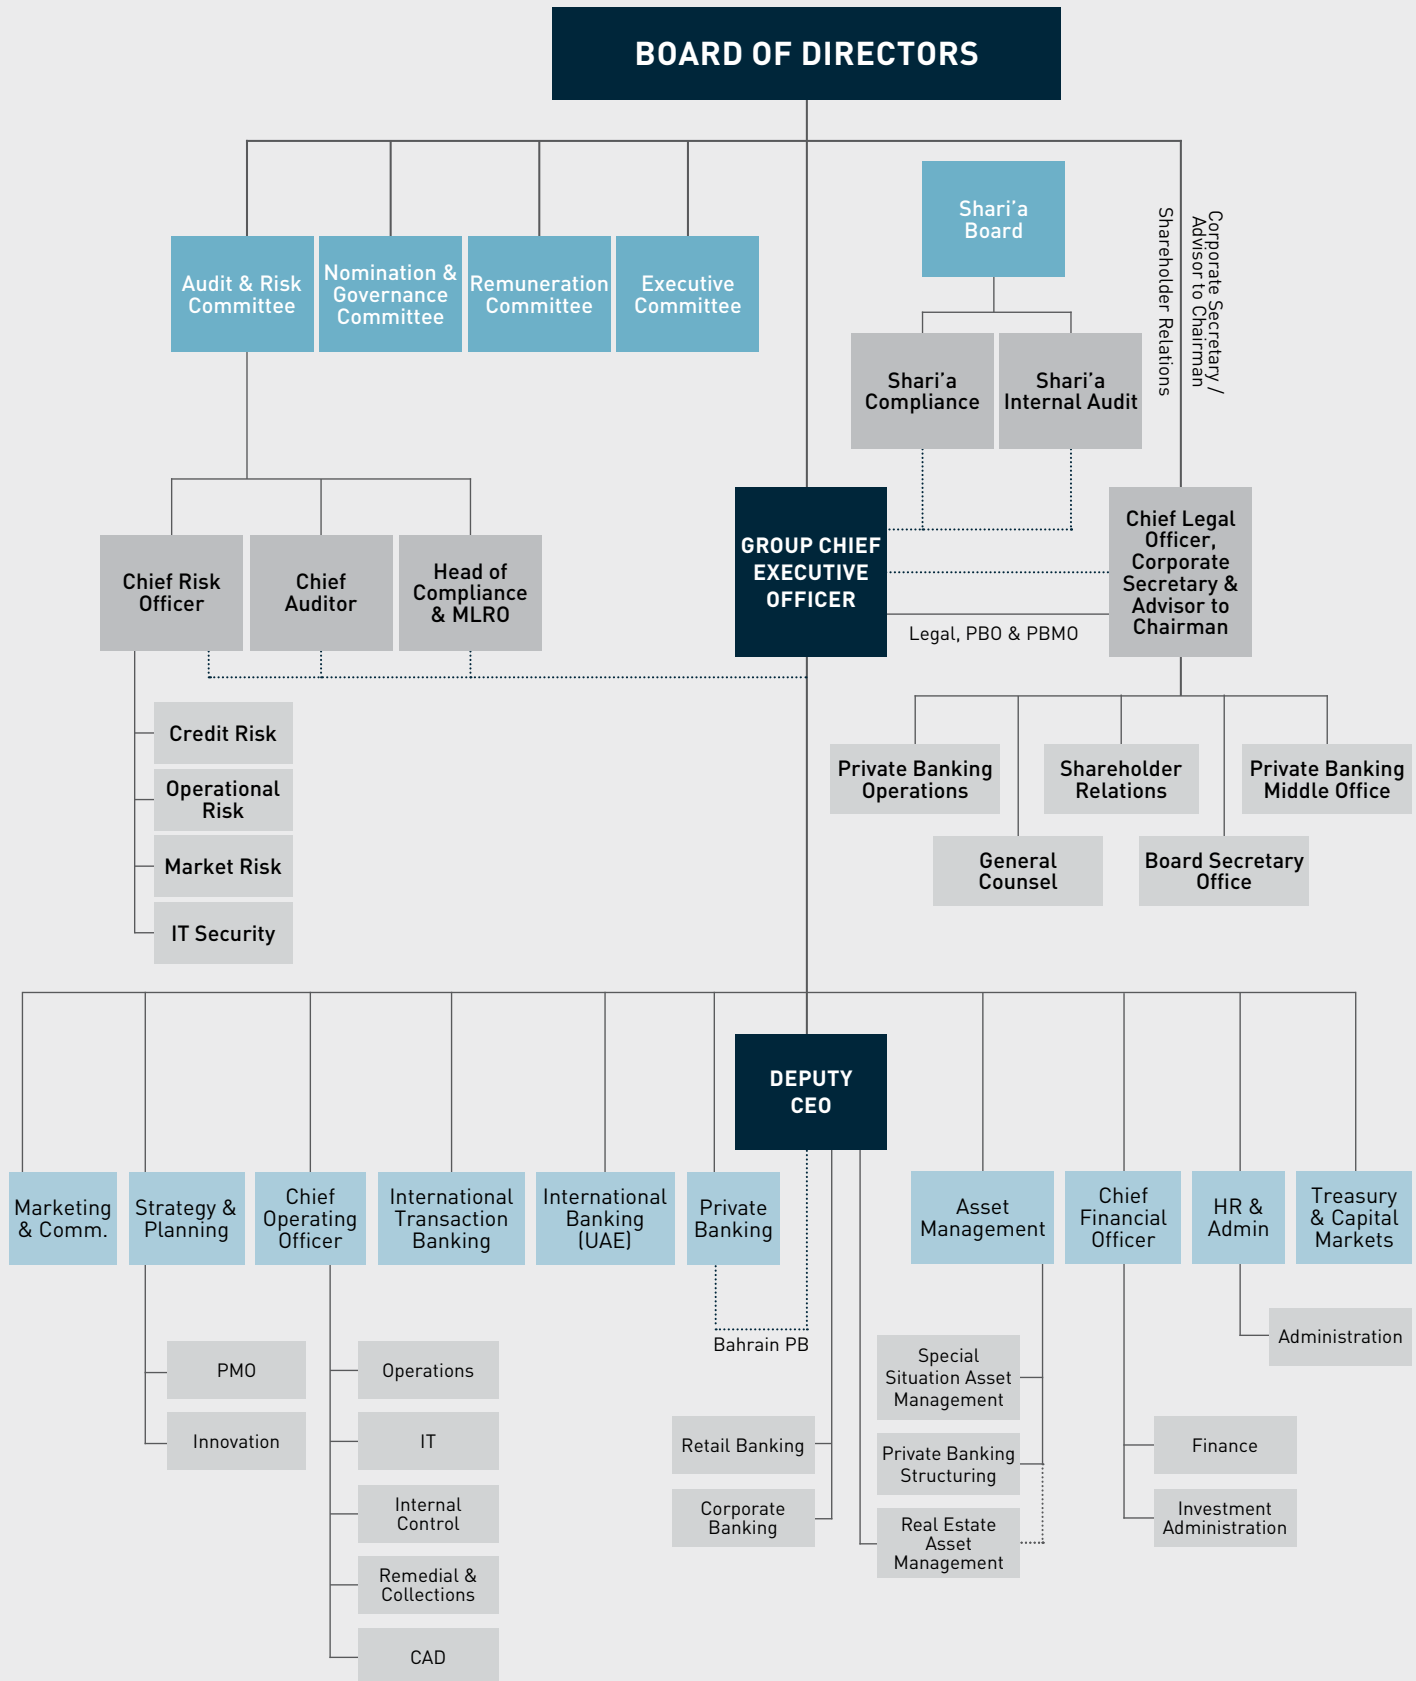 BOARD OF DIRECTORS
Shari’a
Board
Corporate Secretary /
Advisor to Chairman
Shareholder Relations
Audit & Risk
Committee
Nomination &
Governance
Committee
Remuneration
Committee
Executive
Committee
Shari’a
Compliance
Shari’a
Internal Audit
GROUP CHIEF
EXECUTIVE
OFFICER
Chief Legal
Officer,
Corporate
Secretary &
Advisor to
Chairman
Legal, PBO & PBMO
Chief Risk
Officer
Chief
Auditor
Head of
Compliance
& MLRO
Credit Risk
Operational
Risk
Market Risk
IT Security
Private Banking
Operations
Shareholder
Relations
Private Banking
Middle Office
General
Counsel
Board Secretary
Office
DEPUTY
CEO
Marketing
& Comm.
Strategy &
Planning
Chief
Operating
Officer
International
Transaction
Banking
International
Banking
(UAE)
Private
Banking
Asset
Management
Chief
Financial
Officer
HR &
Admin
Treasury
& Capital
Markets
Bahrain PB
PMO
Innovation
Operations
IT
Internal
Control
Remedial &
Collections
CAD
Retail Banking
Corporate
Banking
Special
Situation Asset
Management
Private Banking
Structuring
Real Estate
Asset
Management
Administration
Finance
Investment
Administration